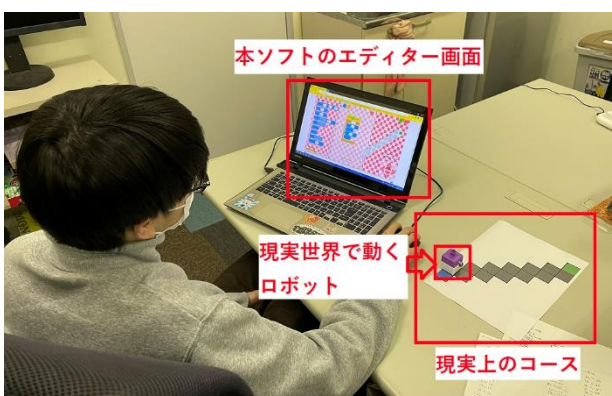 本ソフトのエディター画面
現実世界で動く
ロボット
現実上のコース